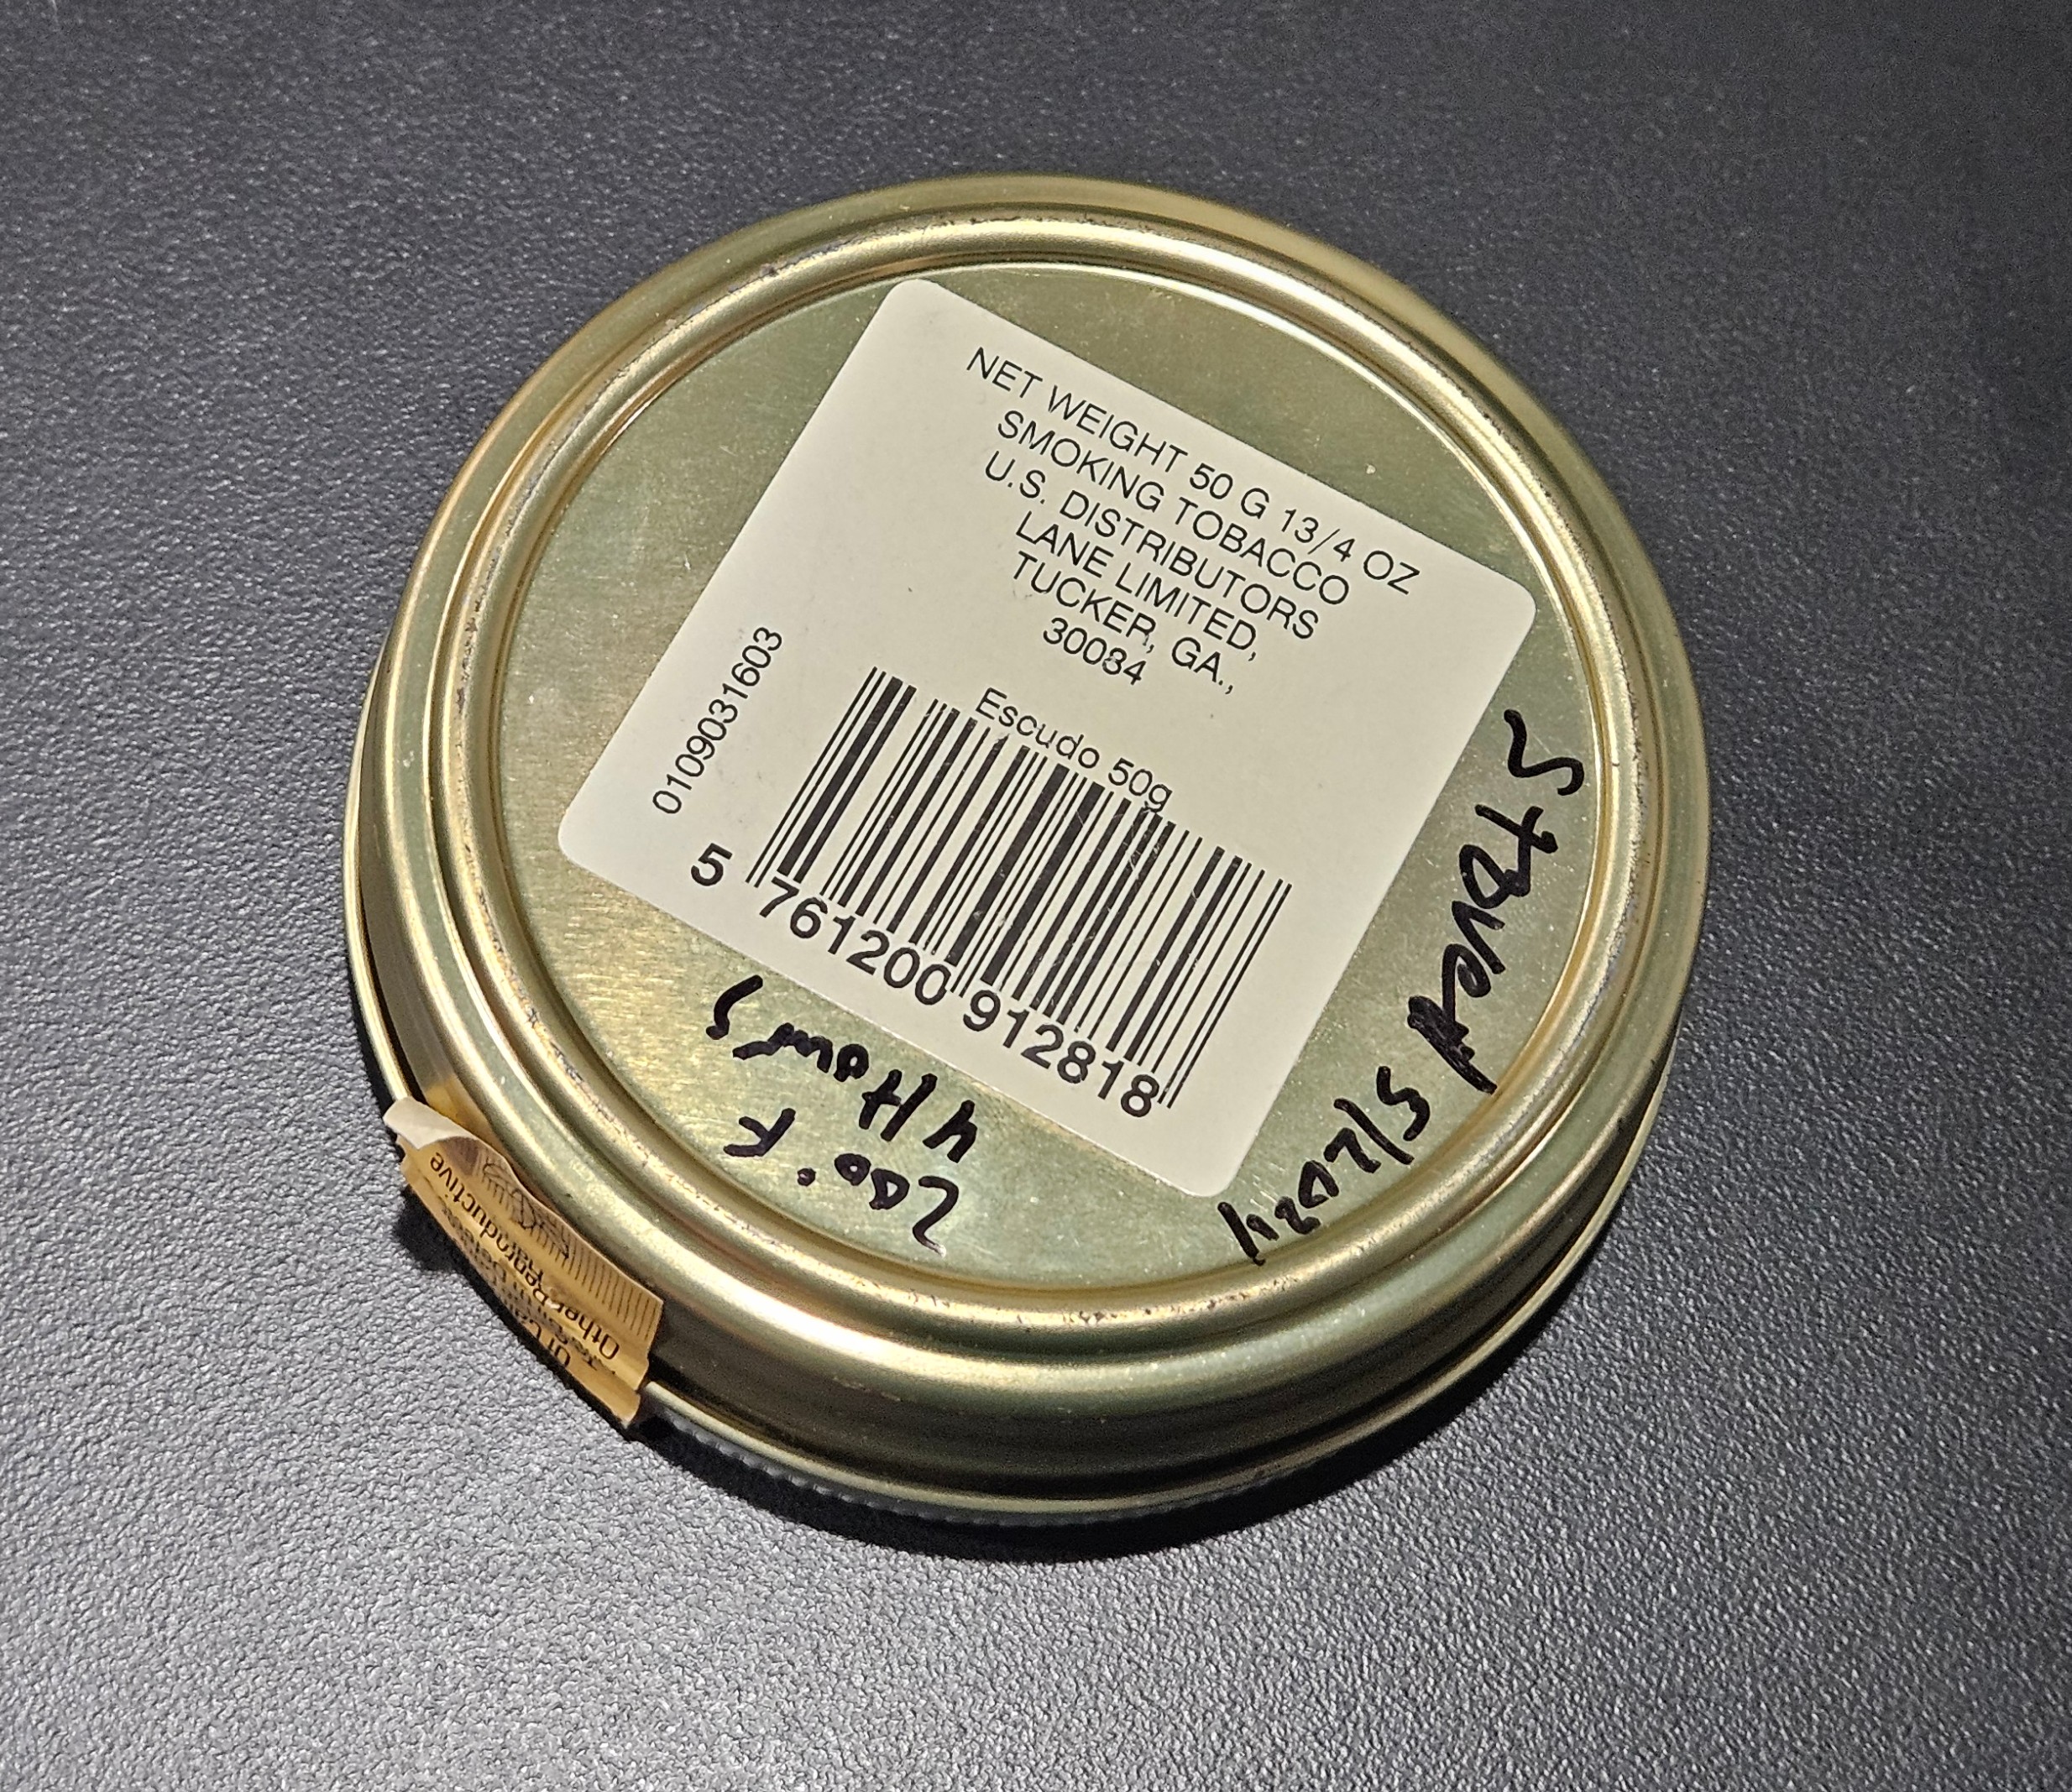 NET WEIGHT 50 G 13/4 OZ
SMOKING TOBACCO
U.S. DISTRIBUTORS
LANE LIMITED,
TUCKER, GA.,
30084
Escudo 50g
0109031603
5 761200 912818
Stoved 5/2024
200° F
4 Hours
Other Reproductive